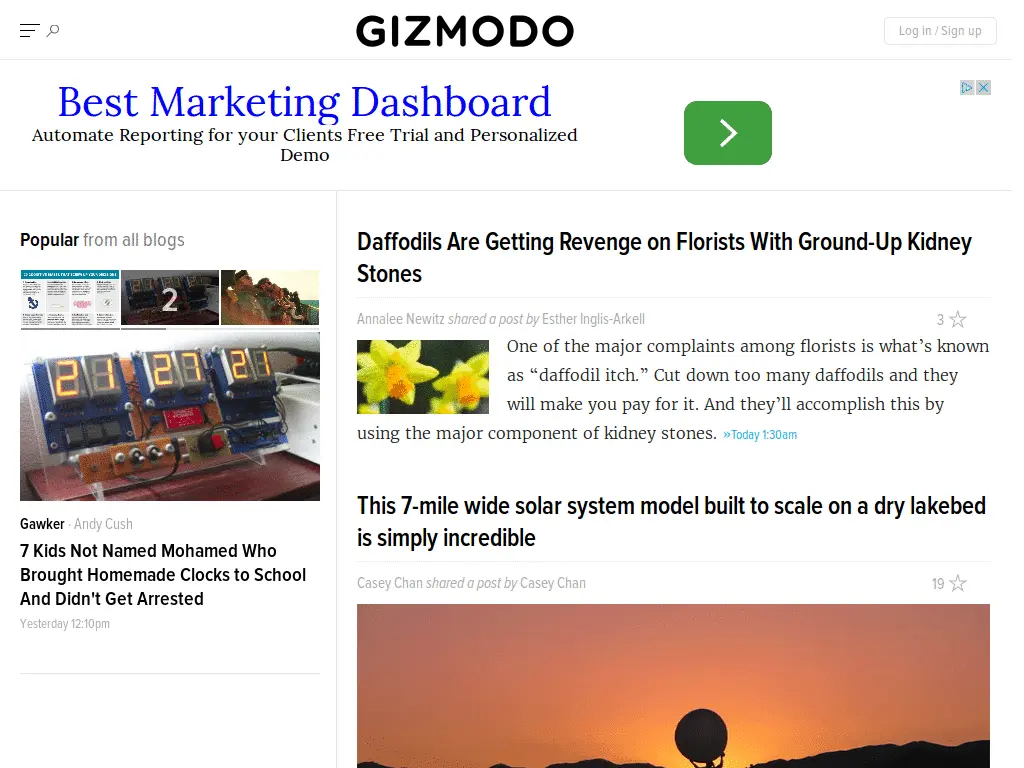 GIZMODO
Log in / Sign up
Best Marketing Dashboard
Automate Reporting for your Clients Free Trial and Personalized
Demo
Popular from all blogs
2
21 27 21
Gawker · Andy Cush
7 Kids Not Named Mohamed Who
Brought Homemade Clocks to School
And Didn't Get Arrested
Yesterday 12:10pm
Daffodils Are Getting Revenge on Florists With Ground-Up Kidney
Stones
Annalee Newitz shared a post by Esther Inglis-Arkell
3
One of the major complaints among florists is what’s known
as “daffodil itch.” Cut down too many daffodils and they
will make you pay for it. And they’ll accomplish this by
using the major component of kidney stones. »Today 1:30am
This 7-mile wide solar system model built to scale on a dry lakebed
is simply incredible
Casey Chan shared a post by Casey Chan
19